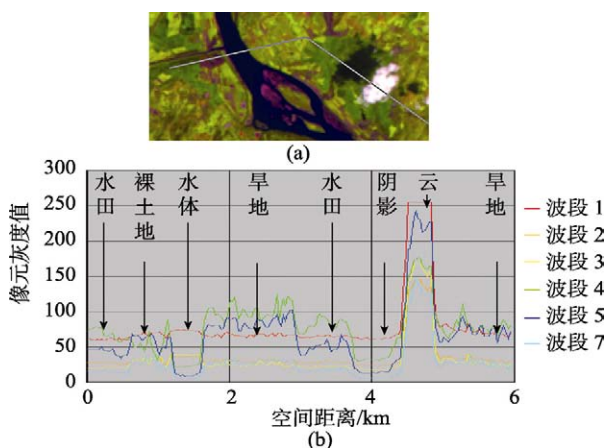 (a)
300
250
200
150
100
50
0
像元灰度值
水田
裸土地
水体
旱地
水田
阴影
云
旱地
波段 1
波段 2
波段 3
波段 4
波段 5
波段 7
0
2
4
6
空间距离/km
(b)